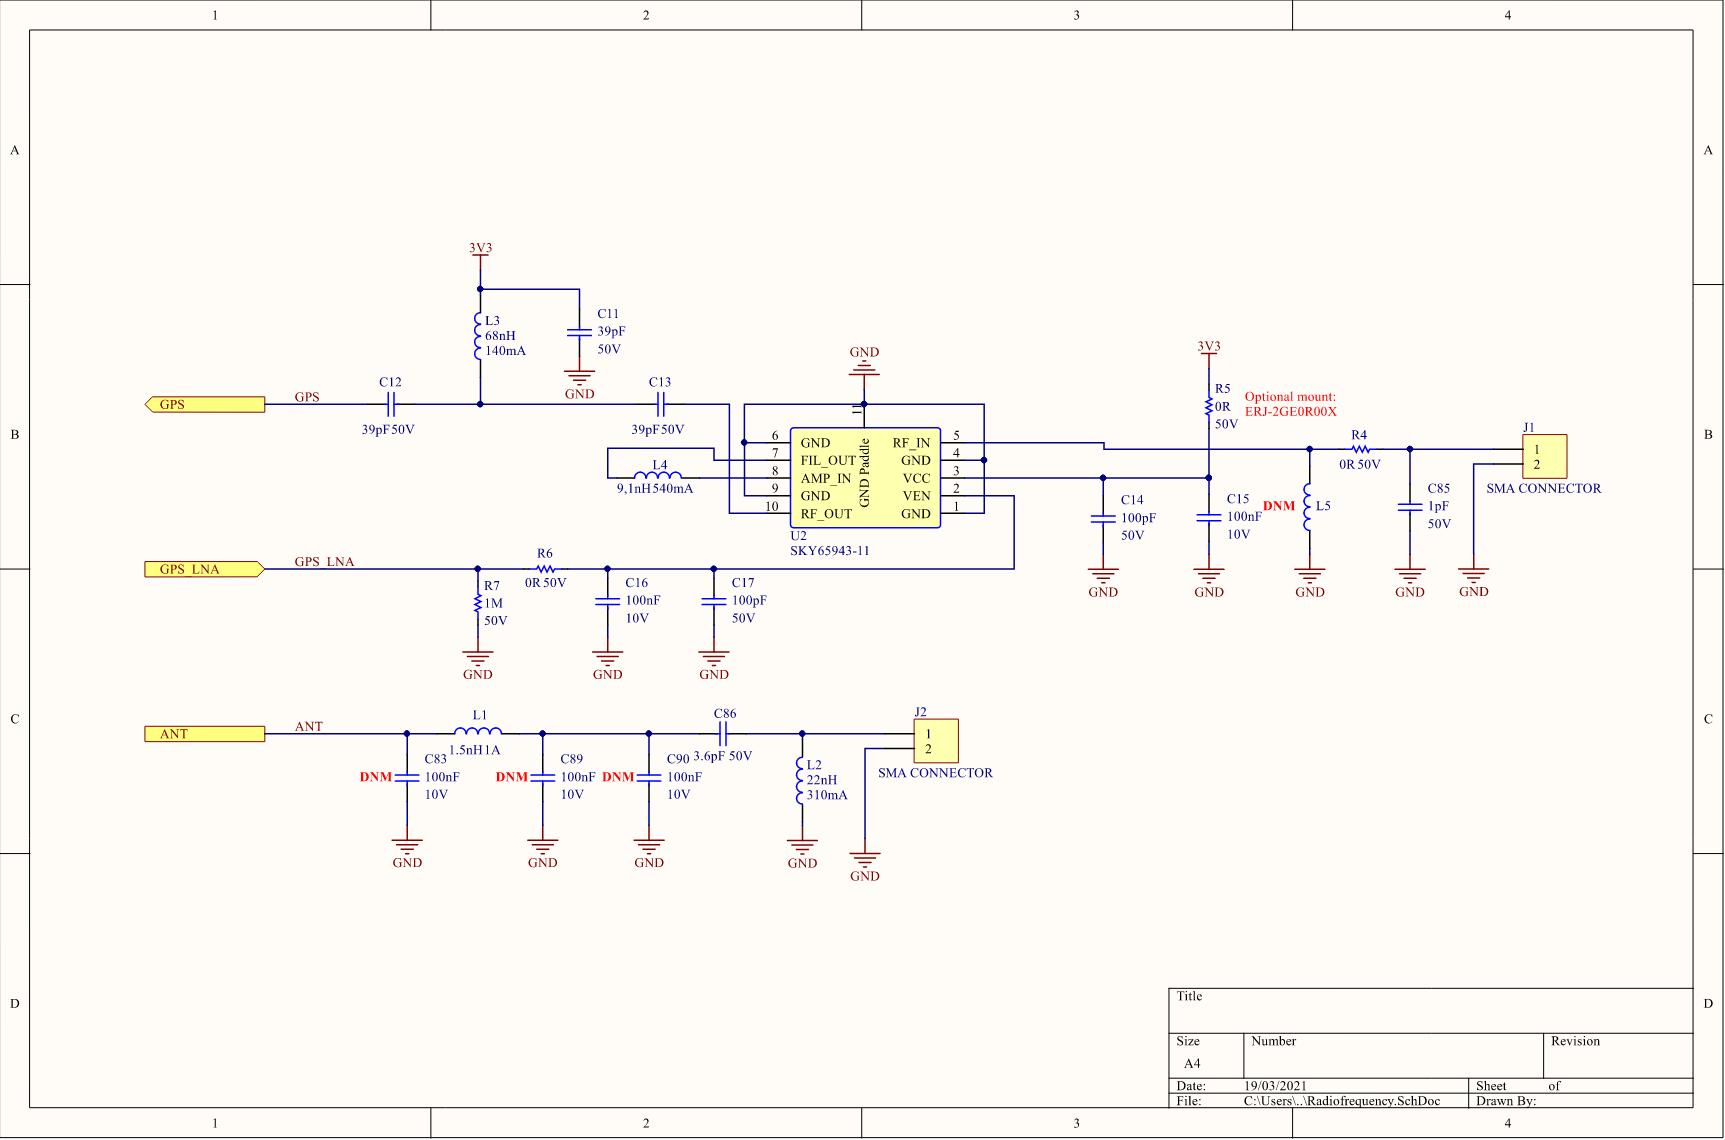 1 2 3 4
A A
3V3
L3
68nH
140mA
C11
39pF
50V
GND
GPS
GPS
C12
39pF50V
C13
39pF50V
GND
11
GND Paddle
6 GND
7 FIL_OUT
8 AMP_IN
9 GND
10 RF_OUT
RF_IN 5
GND 4
VCC 3
VEN 2
GND 1
U2
SKY65943-11
L4
9,1nH540mA
3V3
R5
0R
50V
Optional mount:
ERJ-2GE0R00X
R4
0R50V
J1
1
2
SMA CONNECTOR
B B
C14
100pF
50V
GND
C15
100nF
10V
GND
DNM
L5
GND
C85
1pF
50V
GND
GND
GPS_LNA
GPS_LNA
R7
1M
50V
GND
R6
0R50V
C16
100nF
10V
GND
C17
100pF
50V
GND
C C
ANT
ANT
L1
1.5nH1A
DNM
C83
100nF
10V
GND
DNM
C89
100nF
10V
GND
DNM
C90
100nF
10V
GND
C86
3.6pF 50V
L2
22nH
310mA
GND
J2
1
2
SMA CONNECTOR
GND
D D
Title
Size Number Revision
A4
Date: 19/03/2021 Sheet of
File: C:\Users\..\Radiofrequency.SchDoc Drawn By:
1 2 3 4